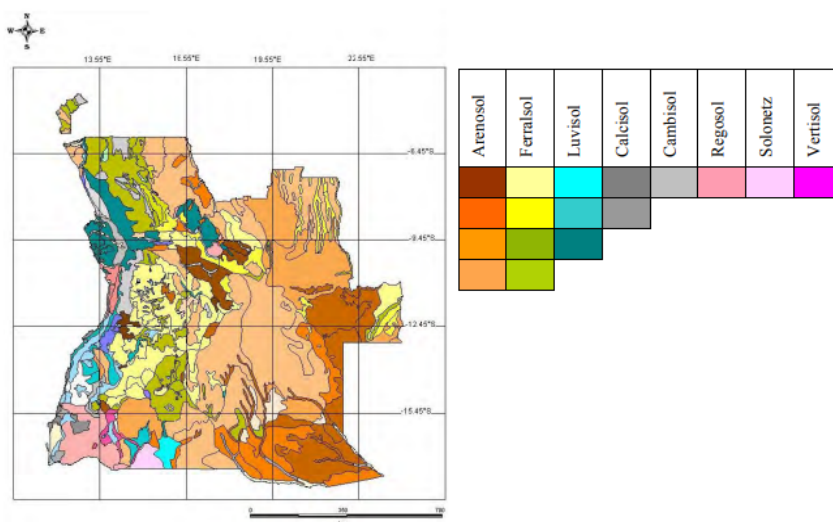 N
W E
S
13.55°E 16.55°E 19.55°E 22.55°E
-6.45°S
-9.45°S
-12.45°S
-15.45°S
0 350 700
Arenosol
Ferralsol
Luvisol
Calcisol
Cambisol
Regosol
Solonetz
Vertisol